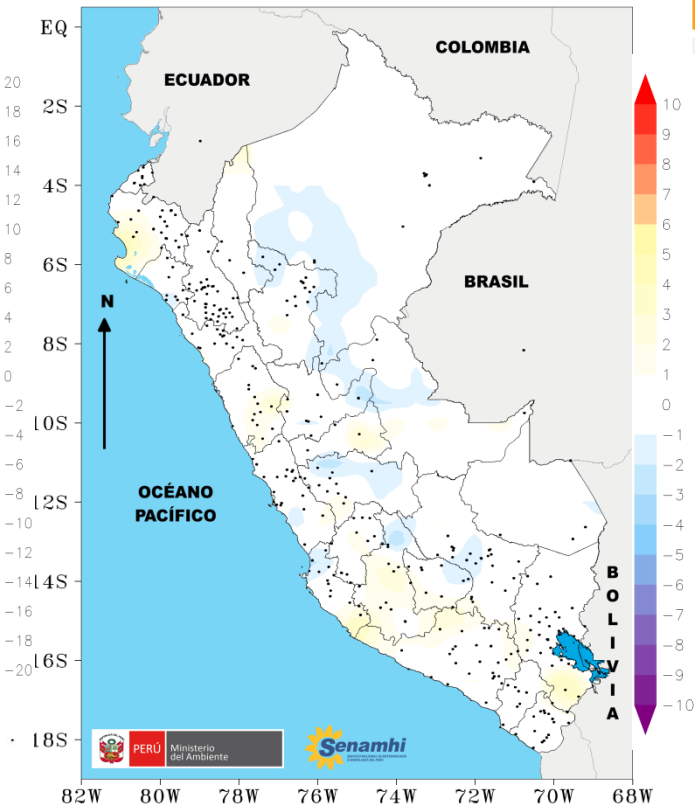 EQ
2S
4S
6S
8S
10S
12S
14S
16S
18S
20
18
16
14
12
10
8
6
4
2
0
−2
−4
−6
−8
−10
−12
−14
−16
−18
−20
COLOMBIA
ECUADOR
BRASIL
N
OCÉANO
PACÍFICO
BOLIVIA
10
9
8
7
6
5
4
3
2
1
0
−1
−2
−3
−4
−5
−6
−7
−8
−9
−10
PERÚ
Ministerio
del Ambiente
Senamhi
82W 80W 78W 76W 74W 72W 70W 68W